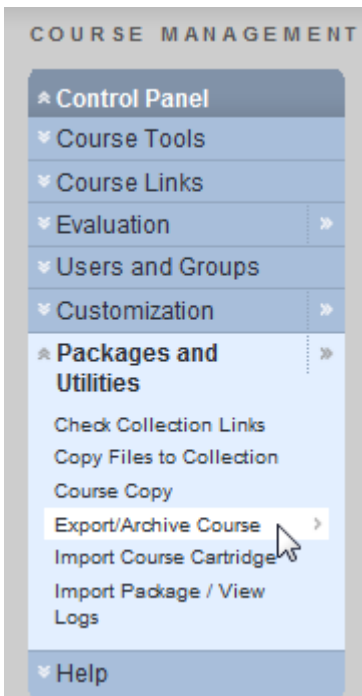 COURSE MANAGEMENT
Control Panel
Course Tools
Course Links
Evaluation
Users and Groups
Customization
Packages and
Utilities
Check Collection Links
Copy Files to Collection
Course Copy
Export/Archive Course
Import Course Cartridge
Import Package / View
Logs
Help